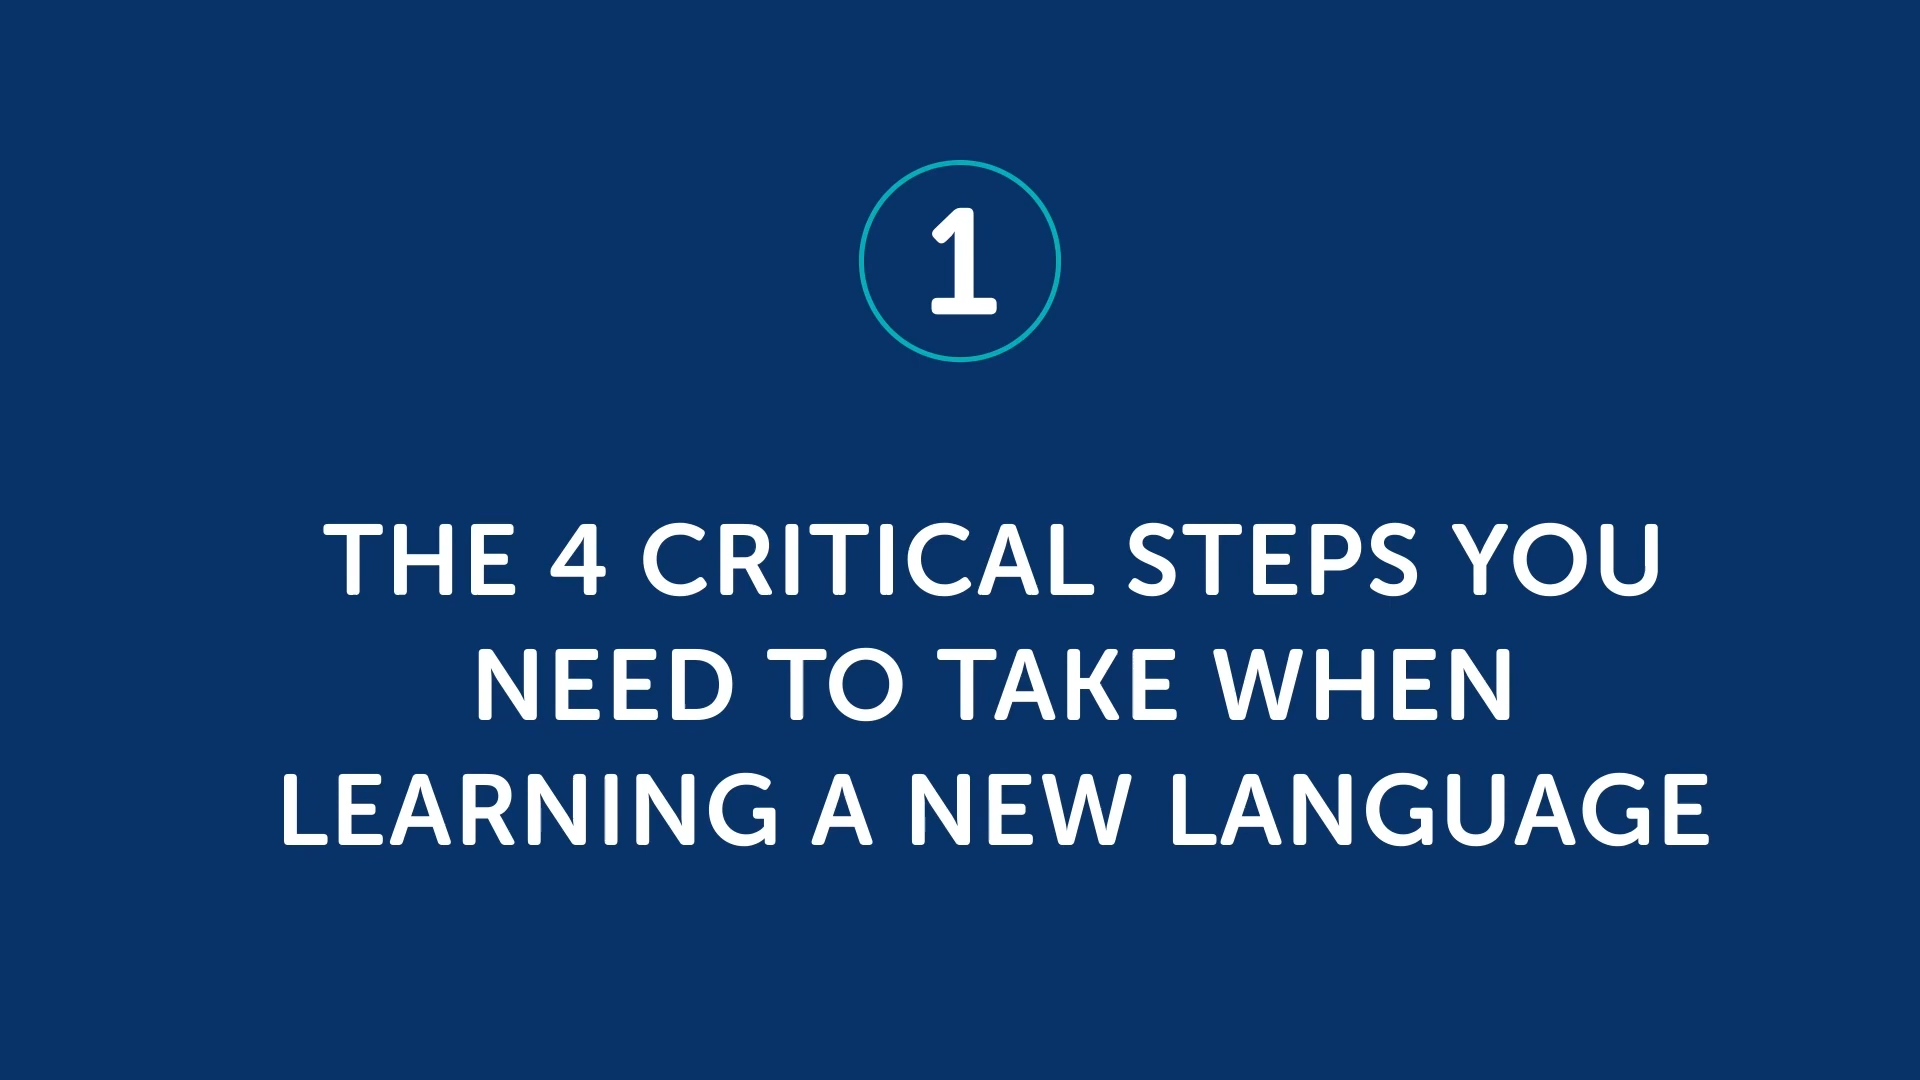 1
THE 4 CRITICAL STEPS YOU
NEED TO TAKE WHEN
LEARNING A NEW LANGUAGE